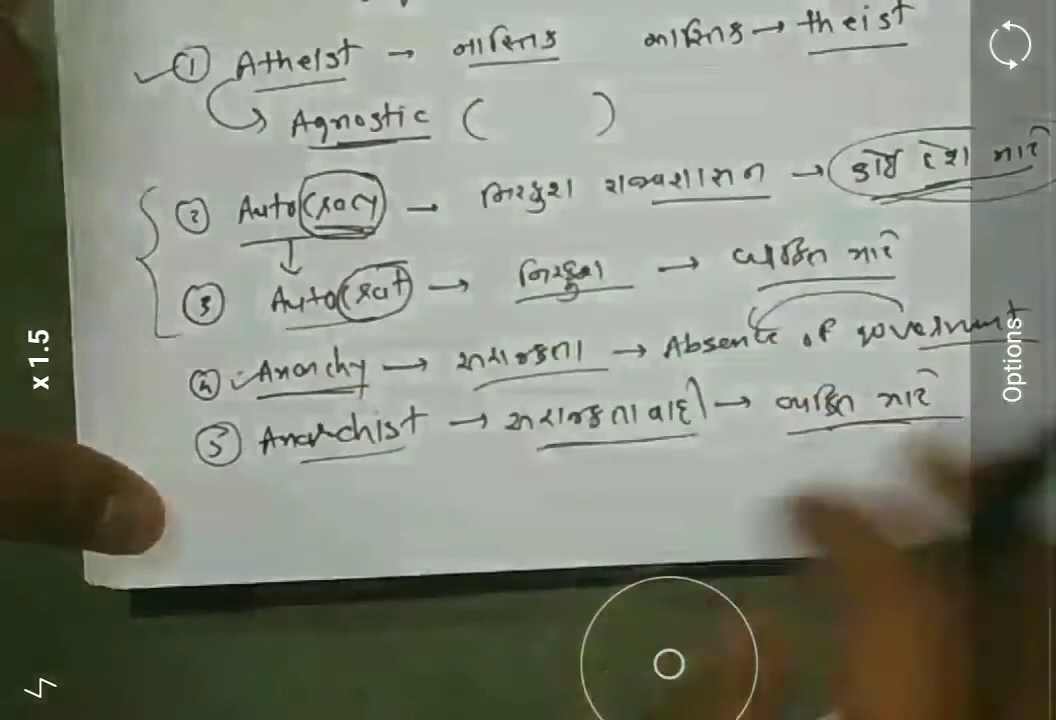 ① Atheist → નાસ્તિક આસ્તિક → theist
Agnostic ( )
② Autocracy → નિરંકુશ રાજ્યશાસન → કોઈ દેશ માટે
③ Autocrat → નિરંકુશ → વ્યક્તિ માટે
④ Anarchy → અરાજકતા → Absence of government
⑤ Anarchist → અરાજકતાવાદી → વ્યક્તિ માટે
x 1.5
Options